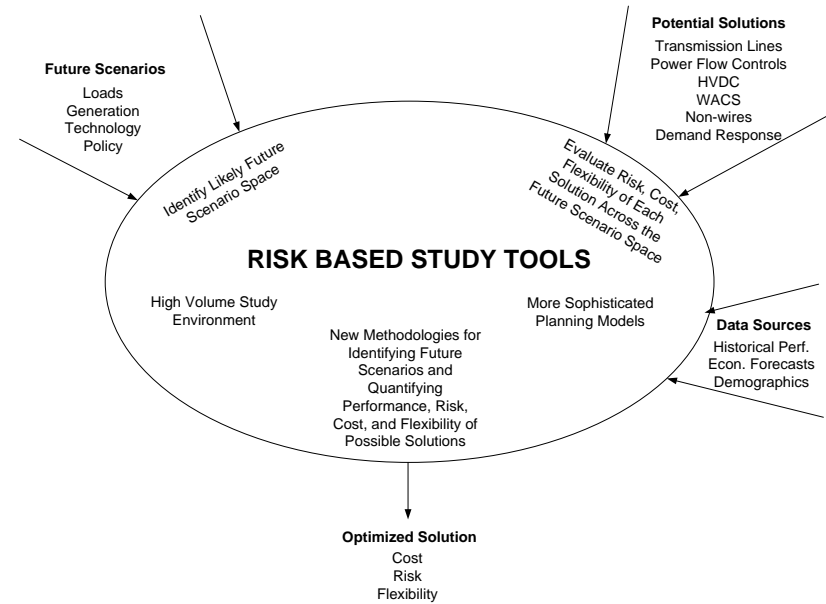 Future Scenarios
Loads
Generation
Technology
Policy
Potential Solutions
Transmission Lines
Power Flow Controls
HVDC
WACS
Non-wires
Demand Response
Identify Likely Future
Scenario Space
Evaluate Risk, Cost,
Flexibility of Each
Solution Across the
Future Scenario Space
RISK BASED STUDY TOOLS
High Volume Study
Environment
New Methodologies for
Identifying Future
Scenarios and
Quantifying
Performance, Risk,
Cost, and Flexibility of
Possible Solutions
More Sophisticated
Planning Models
Data Sources
Historical Perf.
Econ. Forecasts
Demographics
Optimized Solution
Cost
Risk
Flexibility